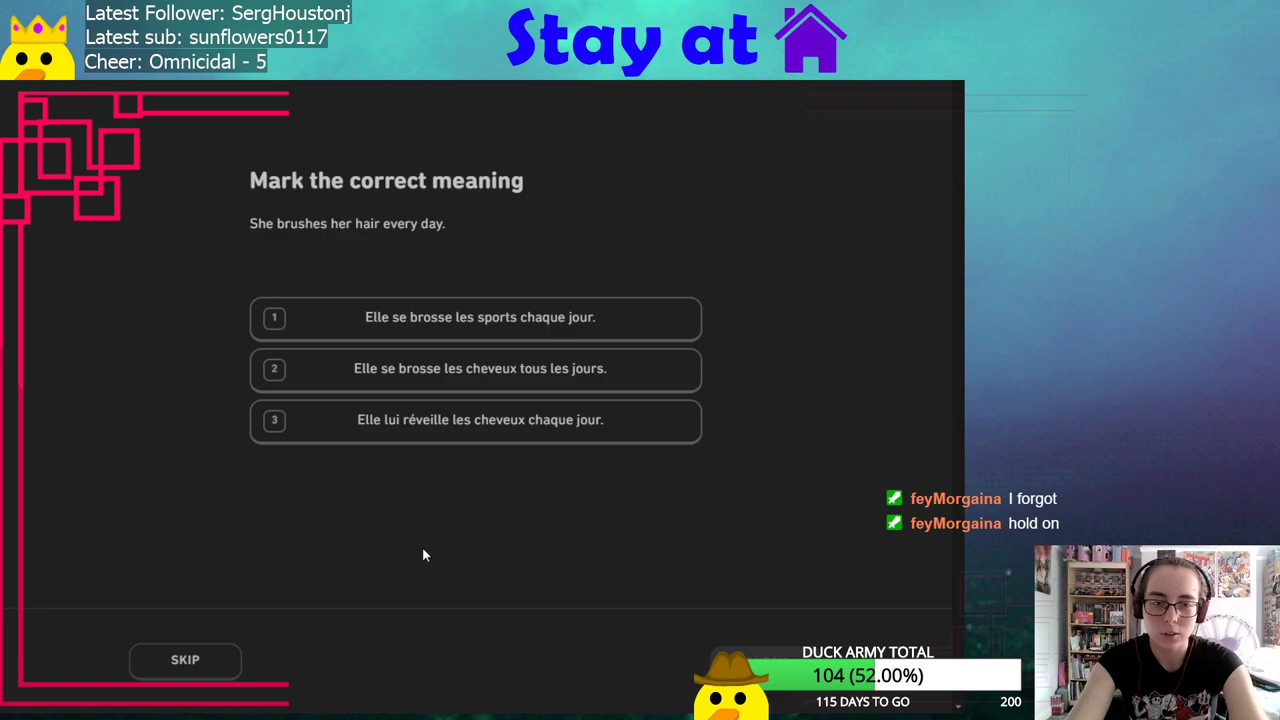 Latest Follower: SergHoustonj
Latest sub: sunflowers0117
Cheer: Omnicidal - 5
Stay at
Mark the correct meaning
She brushes her hair every day.
1 Elle se brosse les sports chaque jour.
2 Elle se brosse les cheveux tous les jours.
3 Elle lui réveille les cheveux chaque jour.
feyMorgaina I forgot
feyMorgaina hold on
SKIP
DUCK ARMY TOTAL
104 (52.00%)
115 DAYS TO GO
200